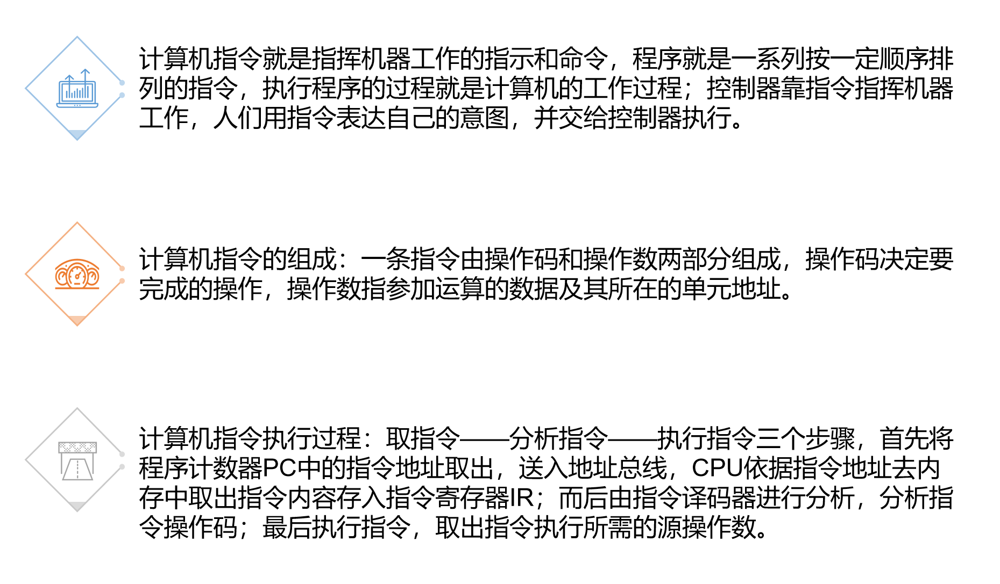 计算机指令就是指挥机器工作的指示和命令，程序就是一系列按一定顺序排
列的指令，执行程序的过程就是计算机的工作过程；控制器靠指令指挥机器
工作，人们用指令表达自己的意图，并交给控制器执行。
计算机指令的组成：一条指令由操作码和操作数两部分组成，操作码决定要
完成的操作，操作数指参加运算的数据及其所在的单元地址。
计算机指令执行过程：取指令——分析指令——执行指令三个步骤，首先将
程序计数器PC中的指令地址取出，送入地址总线，CPU依据指令地址去内
存中取出指令内容存入指令寄存器IR；而后由指令译码器进行分析，分析指
令操作码；最后执行指令，取出指令执行所需的源操作数。